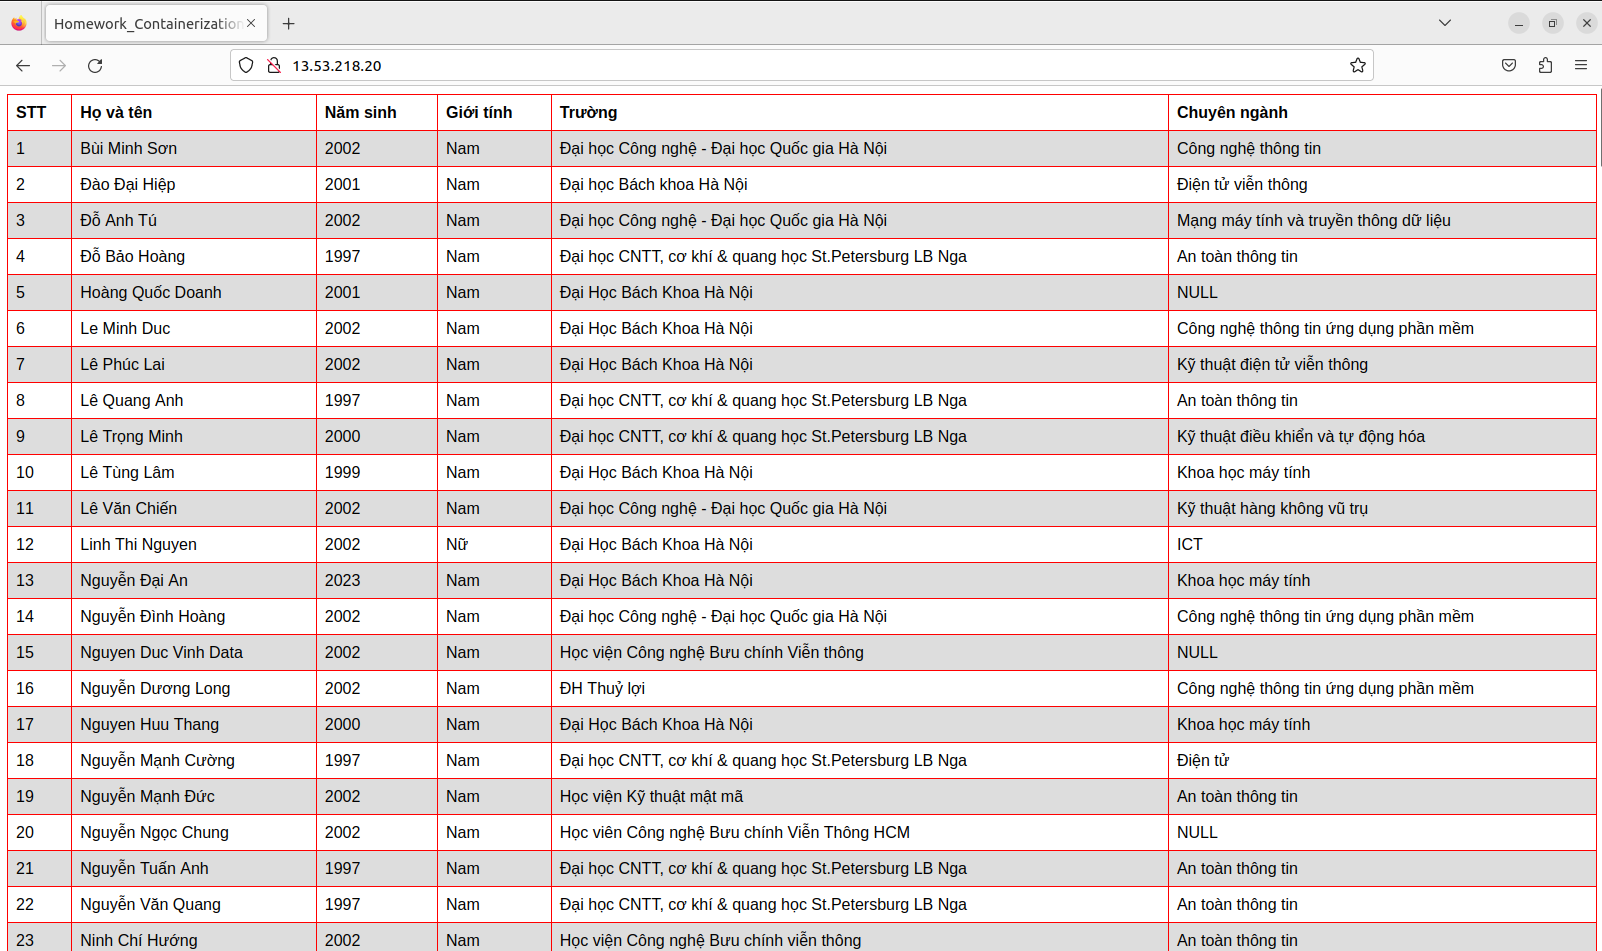 Homework_Containerization
13.53.218.20
STT Họ và tên Năm sinh Giới tính Trường Chuyên ngành
1 Bùi Minh Sơn 2002 Nam Đại học Công nghệ - Đại học Quốc gia Hà Nội Công nghệ thông tin
2 Đào Đại Hiệp 2001 Nam Đại học Bách khoa Hà Nội Điện tử viễn thông
3 Đỗ Anh Tú 2002 Nam Đại học Công nghệ - Đại học Quốc gia Hà Nội Mạng máy tính và truyền thông dữ liệu
4 Đỗ Bảo Hoàng 1997 Nam Đại học CNTT, cơ khí & quang học St.Petersburg LB Nga An toàn thông tin
5 Hoàng Quốc Doanh 2001 Nam Đại Học Bách Khoa Hà Nội NULL
6 Le Minh Duc 2002 Nam Đại Học Bách Khoa Hà Nội Công nghệ thông tin ứng dụng phần mềm
7 Lê Phúc Lai 2002 Nam Đại Học Bách Khoa Hà Nội Kỹ thuật điện tử viễn thông
8 Lê Quang Anh 1997 Nam Đại học CNTT, cơ khí & quang học St.Petersburg LB Nga An toàn thông tin
9 Lê Trọng Minh 2000 Nam Đại học CNTT, cơ khí & quang học St.Petersburg LB Nga Kỹ thuật điều khiển và tự động hóa
10 Lê Tùng Lâm 1999 Nam Đại Học Bách Khoa Hà Nội Khoa học máy tính
11 Lê Văn Chiến 2002 Nam Đại học Công nghệ - Đại học Quốc gia Hà Nội Kỹ thuật hàng không vũ trụ
12 Linh Thi Nguyen 2002 Nữ Đại Học Bách Khoa Hà Nội ICT
13 Nguyễn Đại An 2023 Nam Đại Học Bách Khoa Hà Nội Khoa học máy tính
14 Nguyễn Đình Hoàng 2002 Nam Đại học Công nghệ - Đại học Quốc gia Hà Nội Công nghệ thông tin ứng dụng phần mềm
15 Nguyen Duc Vinh Data 2002 Nam Học viện Công nghệ Bưu chính Viễn thông NULL
16 Nguyễn Dương Long 2002 Nam ĐH Thuỷ lợi Công nghệ thông tin ứng dụng phần mềm
17 Nguyen Huu Thang 2000 Nam Đại Học Bách Khoa Hà Nội Khoa học máy tính
18 Nguyễn Mạnh Cường 1997 Nam Đại học CNTT, cơ khí & quang học St.Petersburg LB Nga Điện tử
19 Nguyễn Mạnh Đức 2002 Nam Học viện Kỹ thuật mật mã An toàn thông tin
20 Nguyễn Ngọc Chung 2002 Nam Học viên Công nghệ Bưu chính Viễn Thông HCM NULL
21 Nguyễn Tuấn Anh 1997 Nam Đại học CNTT, cơ khí & quang học St.Petersburg LB Nga An toàn thông tin
22 Nguyễn Văn Quang 1997 Nam Đại học CNTT, cơ khí & quang học St.Petersburg LB Nga An toàn thông tin
23 Ninh Chí Hướng 2002 Nam Học viện Công nghệ Bưu chính viễn thông An toàn thông tin